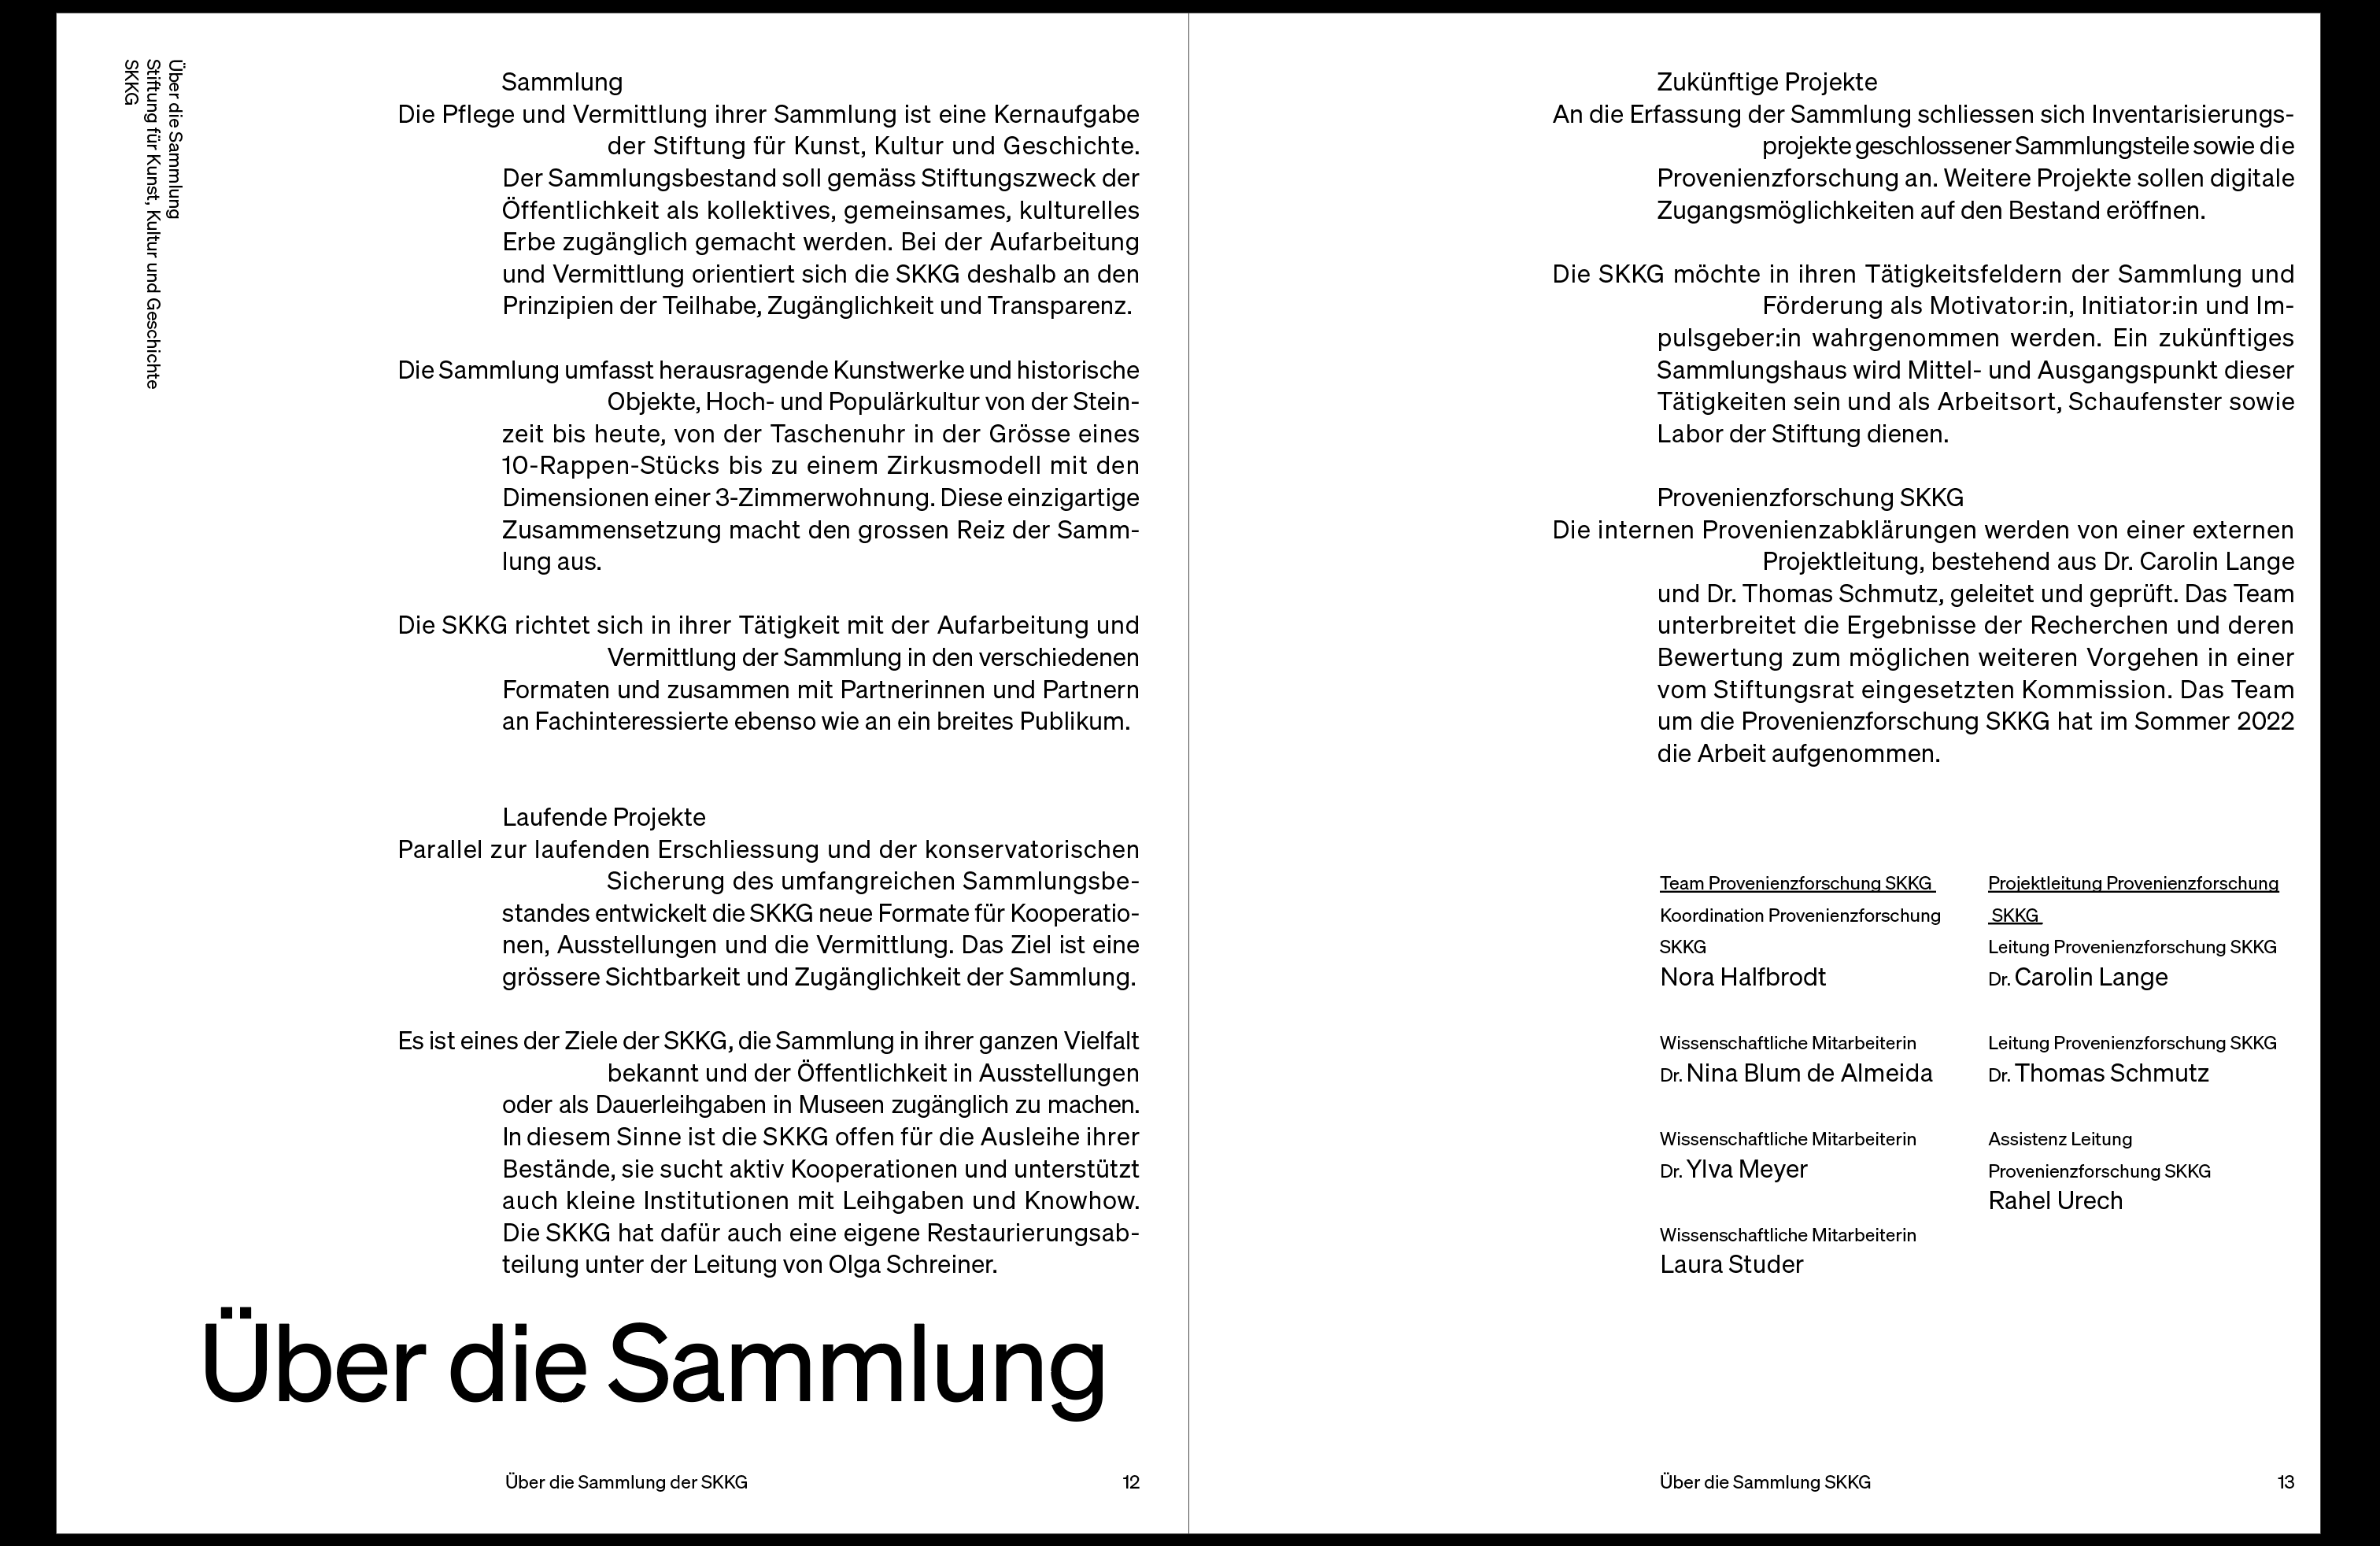 Über die Sammlung
Stiftung für Kunst, Kultur und Geschichte
SKKG
Sammlung
Die Pflege und Vermittlung ihrer Sammlung ist eine Kernaufgabe
der Stiftung für Kunst, Kultur und Geschichte.
Der Sammlungsbestand soll gemäss Stiftungszweck der
Öffentlichkeit als kollektives, gemeinsames, kulturelles
Erbe zugänglich gemacht werden. Bei der Aufarbeitung
und Vermittlung orientiert sich die SKKG deshalb an den
Prinzipien der Teilhabe, Zugänglichkeit und Transparenz.
Die Sammlung umfasst herausragende Kunstwerke und historische
Objekte, Hoch- und Populärkultur von der Stein-
zeit bis heute, von der Taschenuhr in der Grösse eines
10-Rappen-Stücks bis zu einem Zirkusmodell mit den
Dimensionen einer 3-Zimmerwohnung. Diese einzigartige
Zusammensetzung macht den grossen Reiz der Samm-
lung aus.
Die SKKG richtet sich in ihrer Tätigkeit mit der Aufarbeitung und
Vermittlung der Sammlung in den verschiedenen
Formaten und zusammen mit Partnerinnen und Partnern
an Fachinteressierte ebenso wie an ein breites Publikum.
Laufende Projekte
Parallel zur laufenden Erschliessung und der konservatorischen
Sicherung des umfangreichen Sammlungsbe-
standes entwickelt die SKKG neue Formate für Kooperatio-
nen, Ausstellungen und die Vermittlung. Das Ziel ist eine
grössere Sichtbarkeit und Zugänglichkeit der Sammlung.
Es ist eines der Ziele der SKKG, die Sammlung in ihrer ganzen Vielfalt
bekannt und der Öffentlichkeit in Ausstellungen
oder als Dauerleihgaben in Museen zugänglich zu machen.
In diesem Sinne ist die SKKG offen für die Ausleihe ihrer
Bestände, sie sucht aktiv Kooperationen und unterstützt
auch kleine Institutionen mit Leihgaben und Knowhow.
Die SKKG hat dafür auch eine eigene Restaurierungsab-
teilung unter der Leitung von Olga Schreiner.
Über die Sammlung
Über die Sammlung der SKKG
12
Zukünftige Projekte
An die Erfassung der Sammlung schliessen sich Inventarisierungs-
projekte geschlossener Sammlungsteile sowie die
Provenienzforschung an. Weitere Projekte sollen digitale
Zugangsmöglichkeiten auf den Bestand eröffnen.
Die SKKG möchte in ihren Tätigkeitsfeldern der Sammlung und
Förderung als Motivator:in, Initiator:in und Im-
pulsgeber:in wahrgenommen werden. Ein zukünftiges
Sammlungshaus wird Mittel- und Ausgangspunkt dieser
Tätigkeiten sein und als Arbeitsort, Schaufenster sowie
Labor der Stiftung dienen.
Provenienzforschung SKKG
Die internen Provenienzabklärungen werden von einer externen
Projektleitung, bestehend aus Dr. Carolin Lange
und Dr. Thomas Schmutz, geleitet und geprüft. Das Team
unterbreitet die Ergebnisse der Recherchen und deren
Bewertung zum möglichen weiteren Vorgehen in einer
vom Stiftungsrat eingesetzten Kommission. Das Team
um die Provenienzforschung SKKG hat im Sommer 2022
die Arbeit aufgenommen.
Team Provenienzforschung SKKG
Koordination Provenienzforschung
SKKG
Nora Halfbrodt
Wissenschaftliche Mitarbeiterin
Dr. Nina Blum de Almeida
Wissenschaftliche Mitarbeiterin
Dr. Ylva Meyer
Wissenschaftliche Mitarbeiterin
Laura Studer
Projektleitung Provenienzforschung
SKKG
Leitung Provenienzforschung SKKG
Dr. Carolin Lange
Leitung Provenienzforschung SKKG
Dr. Thomas Schmutz
Assistenz Leitung
Provenienzforschung SKKG
Rahel Urech
Über die Sammlung SKKG
13